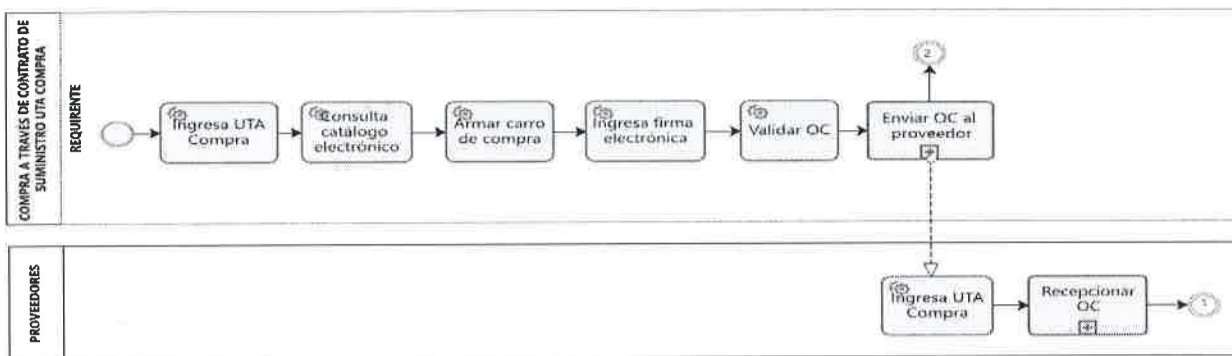 COMPRA A TRAVES DE CONTRATO DE
SUMINISTRO UTA COMPRA
REQUIRENTE
Ingresa UTA
Compra
Consulta
catálogo
electrónico
Armar carro
de compra
Ingresa firma
electrónica
Validar OC
Enviar OC al
proveedor
2
PROVEEDORES
Ingresa UTA
Compra
Recepcionar
OC
1